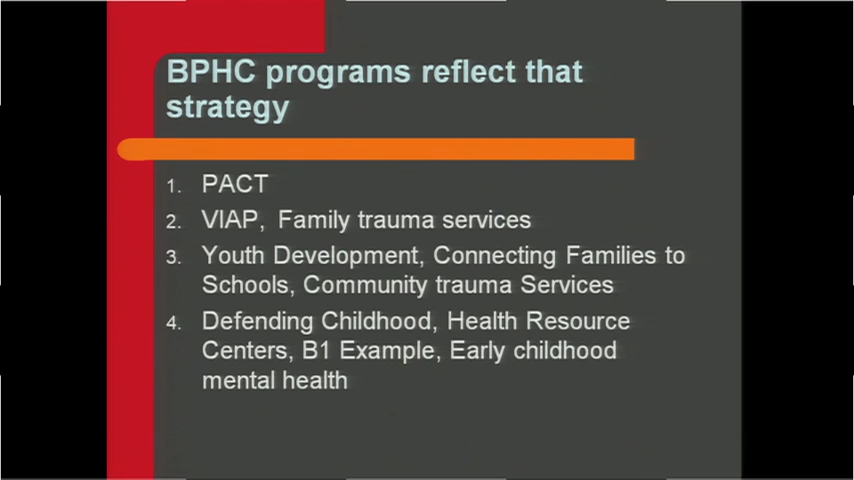 BPHC programs reflect that
strategy
1. PACT
2. VIAP, Family trauma services
3. Youth Development, Connecting Families to
Schools, Community trauma Services
4. Defending Childhood, Health Resource
Centers, B1 Example, Early childhood
mental health